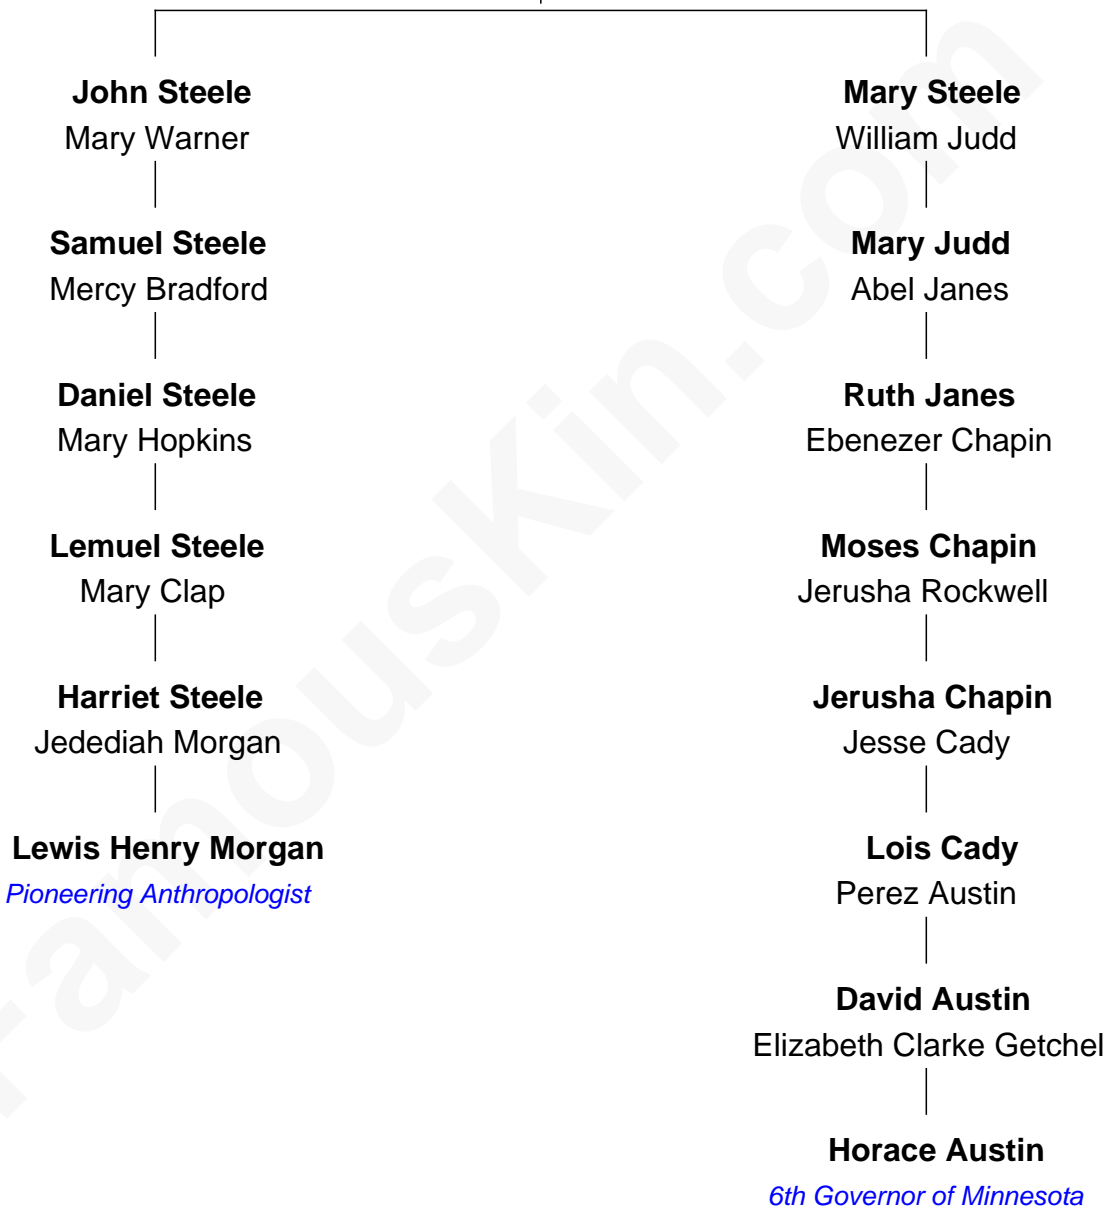 John Steele
Mary Warner
Samuel Steele
Mercy Bradford
Daniel Steele
Mary Hopkins
Lemuel Steele
Mary Clap
Harriet Steele
Jedediah Morgan
Lewis Henry Morgan
Pioneering Anthropologist
Mary Steele
William Judd
Mary Judd
Abel Janes
Ruth Janes
Ebenezer Chapin
Moses Chapin
Jerusha Rockwell
Jerusha Chapin
Jesse Cady
Lois Cady
Perez Austin
David Austin
Elizabeth Clarke Getchel
Horace Austin
6th Governor of Minnesota
FamousKin.com